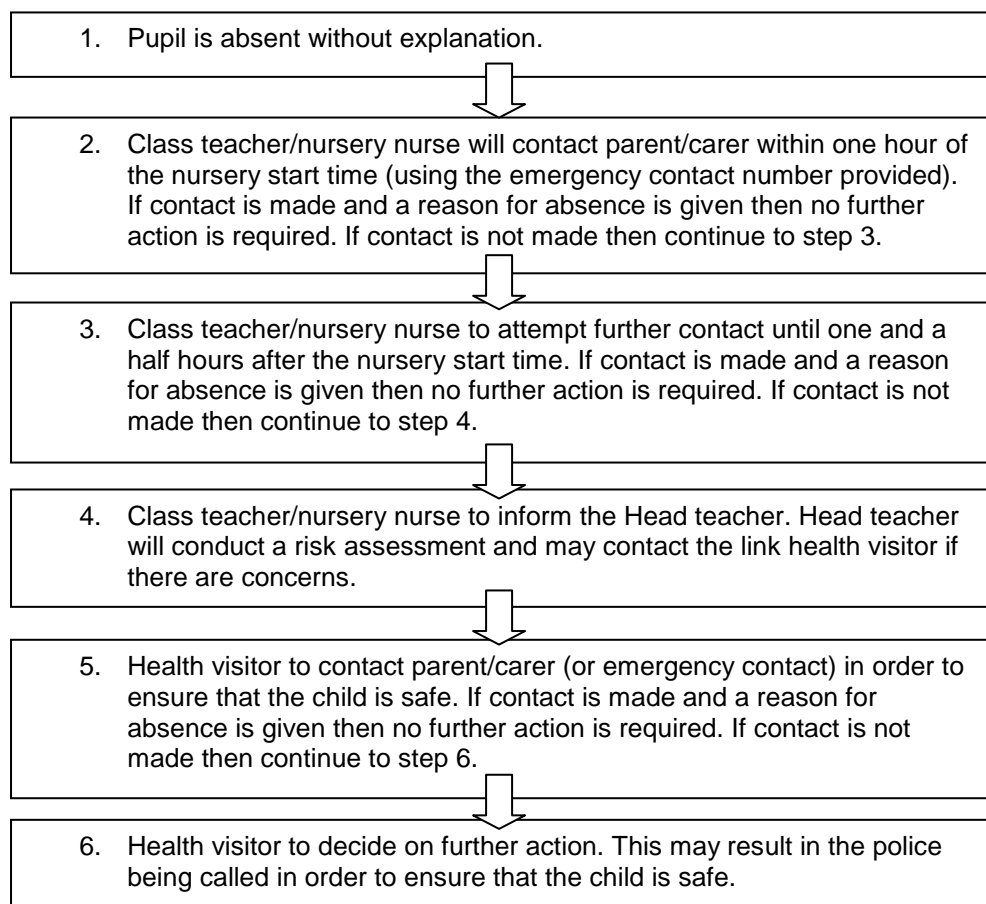 1. Pupil is absent without explanation.
2. Class teacher/nursery nurse will contact parent/carer within one hour of
the nursery start time (using the emergency contact number provided).
If contact is made and a reason for absence is given then no further
action is required. If contact is not made then continue to step 3.
3. Class teacher/nursery nurse to attempt further contact until one and a
half hours after the nursery start time. If contact is made and a reason
for absence is given then no further action is required. If contact is not
made then continue to step 4.
4. Class teacher/nursery nurse to inform the Head teacher. Head teacher
will conduct a risk assessment and may contact the link health visitor if
there are concerns.
5. Health visitor to contact parent/carer (or emergency contact) in order to
ensure that the child is safe. If contact is made and a reason for
absence is given then no further action is required. If contact is not
made then continue to step 6.
6. Health visitor to decide on further action. This may result in the police
being called in order to ensure that the child is safe.